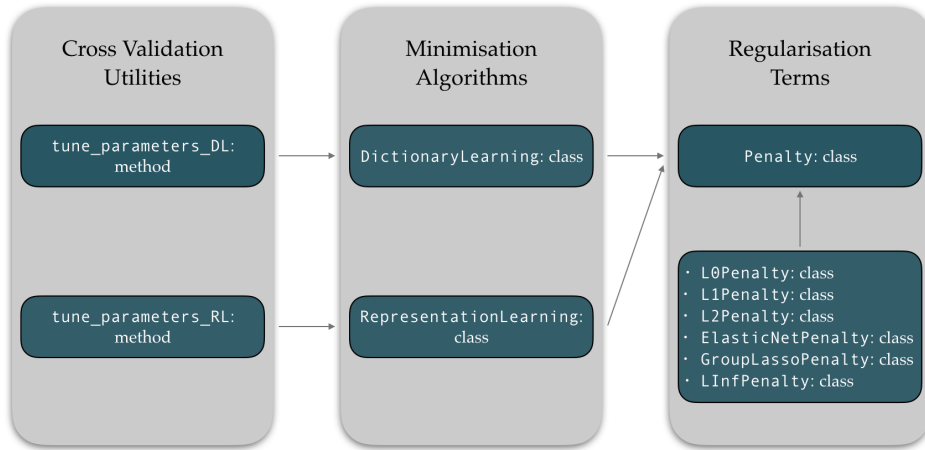 Cross Validation
Utilities
tune_parameters_DL:
method
tune_parameters_RL:
method
Minimisation
Algorithms
DictionaryLearning: class
RepresentationLearning:
class
Regularisation
Terms
Penalty: class
· L0Penalty: class
· L1Penalty: class
· L2Penalty: class
· ElasticNetPenalty: class
· GroupLassoPenalty: class
· LInfPenalty: class